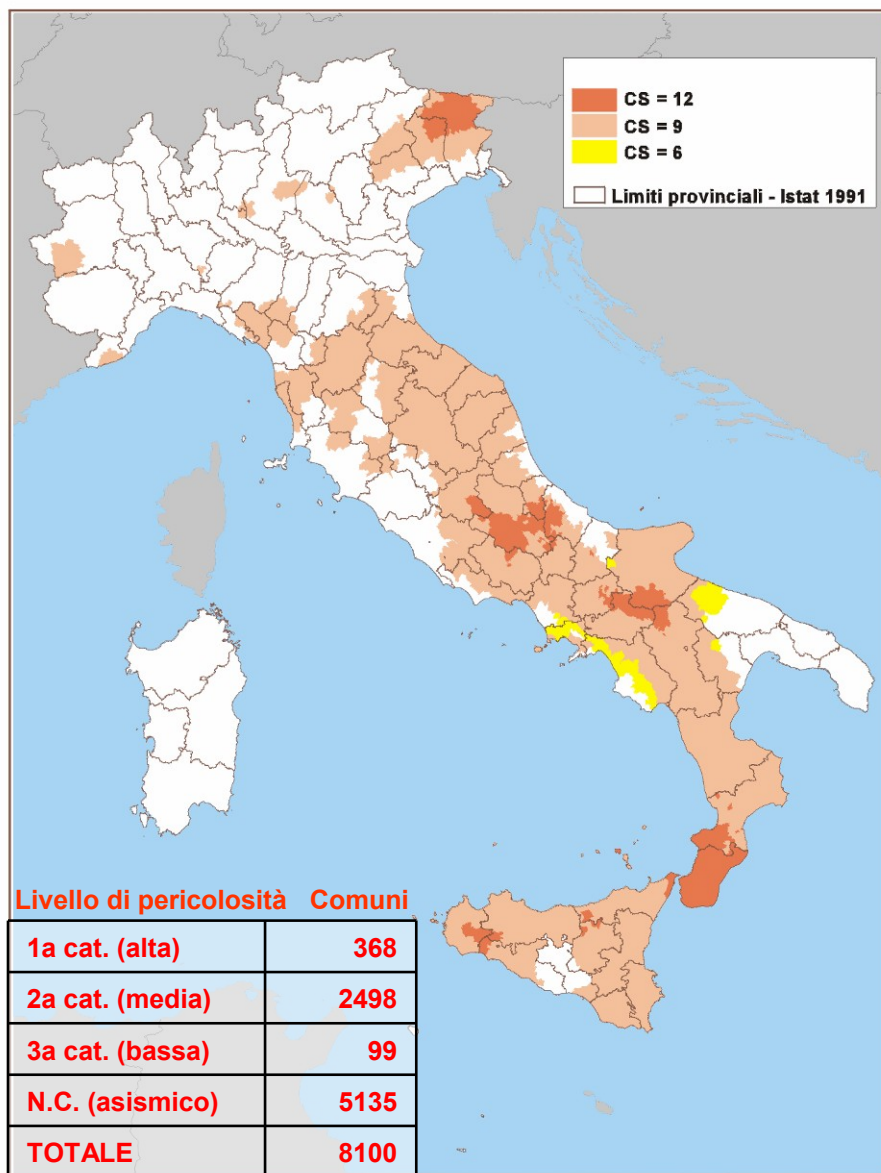 CS = 12
CS = 9
CS = 6
Limiti provinciali - Istat 1991
Livello di pericolosità Comuni
1a cat. (alta) 368
2a cat. (media) 2498
3a cat. (bassa) 99
N.C. (asismico) 5135
TOTALE 8100